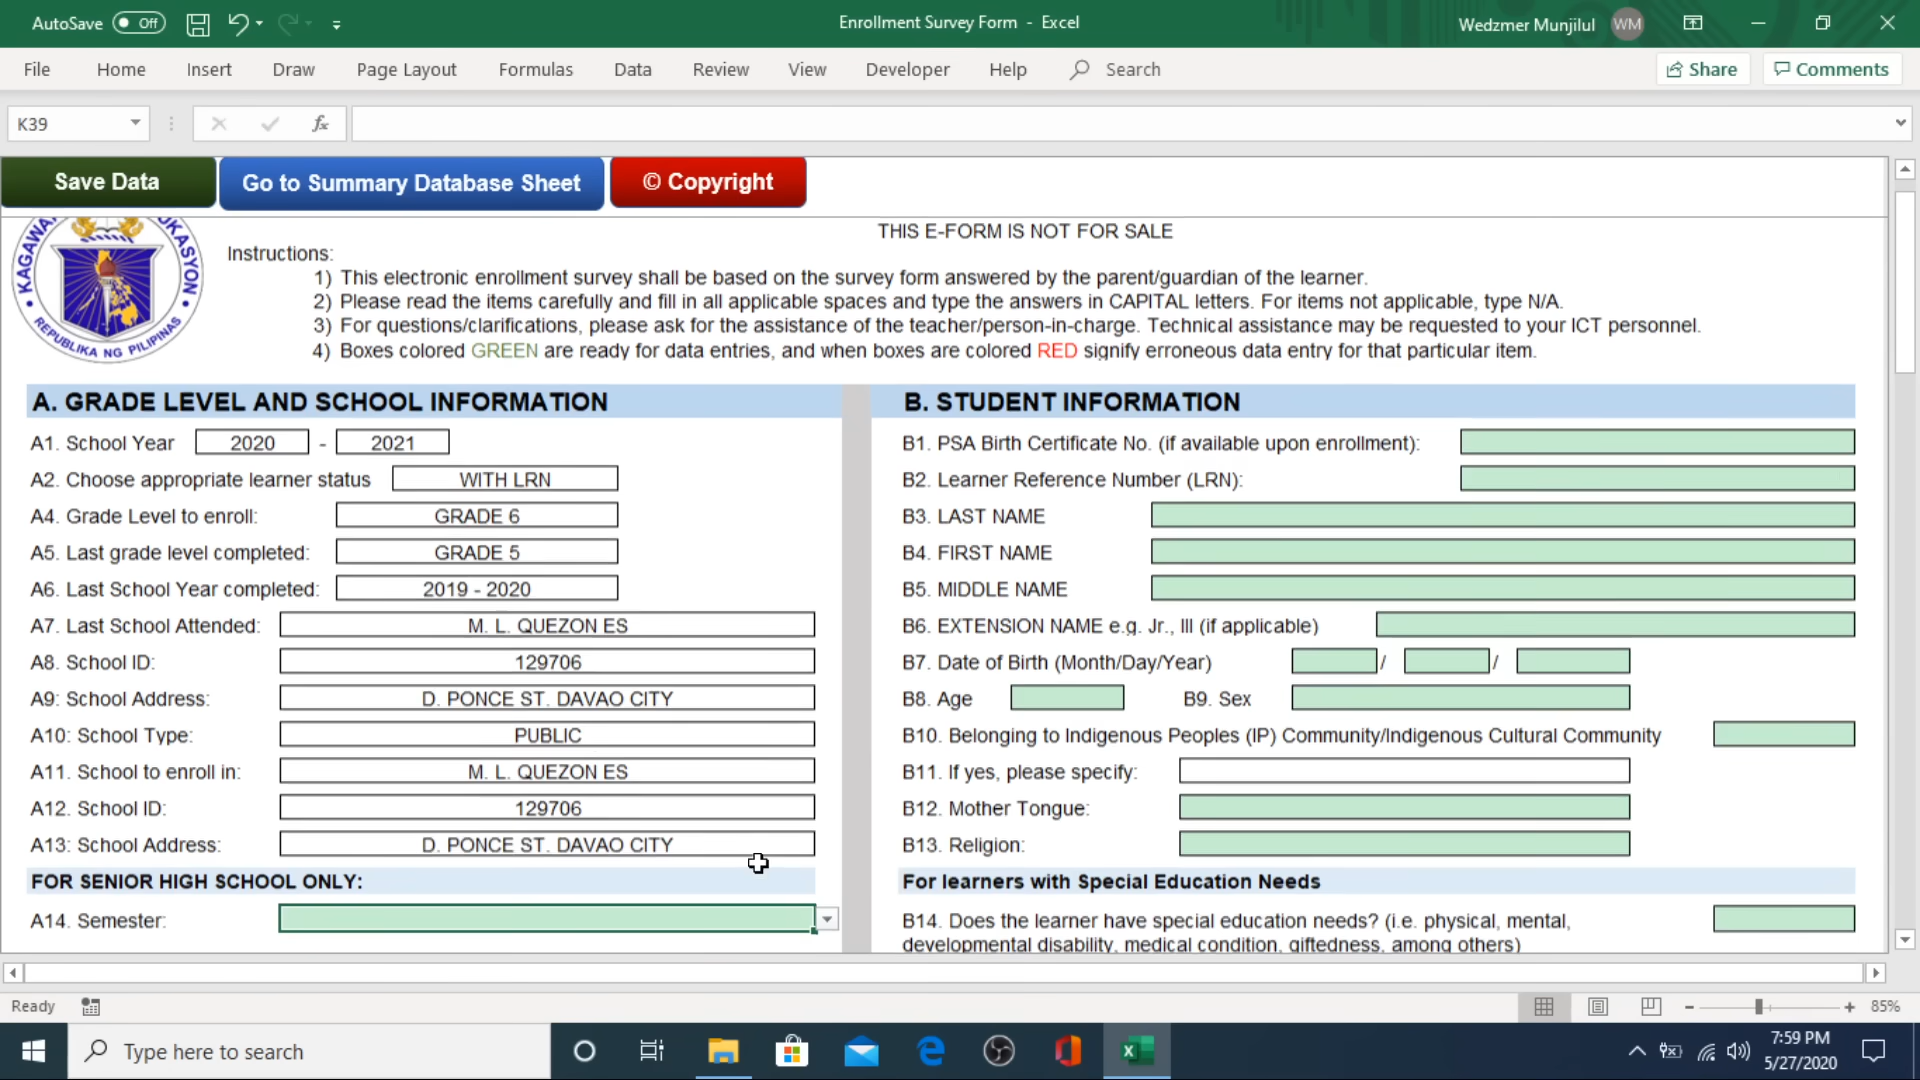 AutoSave Off
Enrollment Survey Form - Excel
Wedzmer Munjilul WM
File Home Insert Draw Page Layout Formulas Data Review View Developer Help Search Share Comments
K39 fx
Save Data Go to Summary Database Sheet © Copyright
THIS E-FORM IS NOT FOR SALE
REPUBLIKA NG PILIPINAS
Instructions:
1) This electronic enrollment survey shall be based on the survey form answered by the parent/guardian of the learner.
2) Please read the items carefully and fill in all applicable spaces and type the answers in CAPITAL letters. For items not applicable, type N/A.
3) For questions/clarifications, please ask for the assistance of the teacher/person-in-charge. Technical assistance may be requested to your ICT personnel.
4) Boxes colored GREEN are ready for data entries, and when boxes are colored RED signify erroneous data entry for that particular item.
A. GRADE LEVEL AND SCHOOL INFORMATION
A1. School Year 2020 - 2021
A2. Choose appropriate learner status WITH LRN
A4. Grade Level to enroll: GRADE 6
A5. Last grade level completed: GRADE 5
A6. Last School Year completed: 2019 - 2020
A7. Last School Attended: M. L. QUEZON ES
A8. School ID: 129706
A9: School Address: D. PONCE ST. DAVAO CITY
A10: School Type: PUBLIC
A11. School to enroll in: M. L. QUEZON ES
A12. School ID: 129706
A13: School Address: D. PONCE ST. DAVAO CITY
FOR SENIOR HIGH SCHOOL ONLY:
A14. Semester:
B. STUDENT INFORMATION
B1. PSA Birth Certificate No. (if available upon enrollment):
B2. Learner Reference Number (LRN):
B3. LAST NAME
B4. FIRST NAME
B5. MIDDLE NAME
B6. EXTENSION NAME e.g. Jr., III (if applicable)
B7. Date of Birth (Month/Day/Year) / /
B8. Age B9. Sex
B10. Belonging to Indigenous Peoples (IP) Community/Indigenous Cultural Community
B11. If yes, please specify:
B12. Mother Tongue:
B13. Religion:
For learners with Special Education Needs
B14. Does the learner have special education needs? (i.e. physical, mental,
developmental disability, medical condition, giftedness, among others)
Ready
85%
Type here to search
7:59 PM
5/27/2020